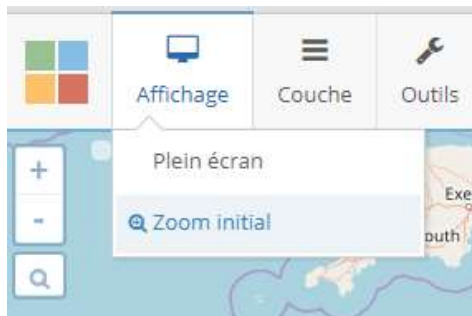 Affichage
Couche
Outils
Plein écran
Zoom initial
+
-
Exe
outh